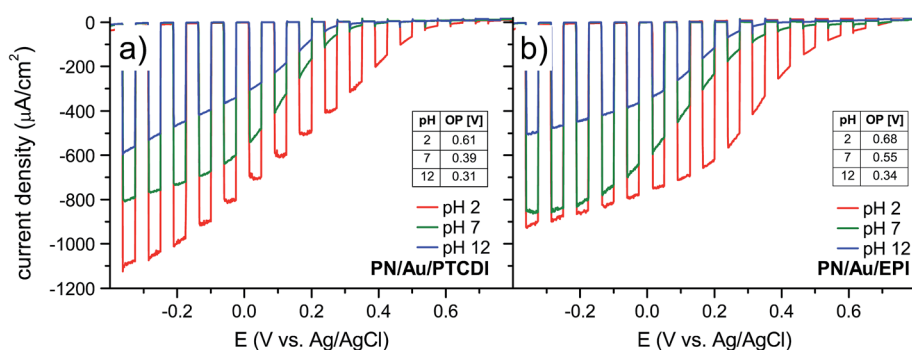 a)
b)
0
-200
-400
-600
-800
-1000
-1200
current density (μA/cm²)
pH OP [V]
2 0.61
7 0.39
12 0.31
pH 2
pH 7
pH 12
PN/Au/PTCDI
-0.2 0.0 0.2 0.4 0.6
E (V vs. Ag/AgCl)
pH OP [V]
2 0.68
7 0.55
12 0.34
pH 2
pH 7
pH 12
PN/Au/EPI
-0.2 0.0 0.2 0.4 0.6
E (V vs. Ag/AgCl)